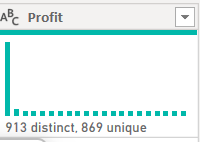 ABC Profit
913 distinct, 869 unique